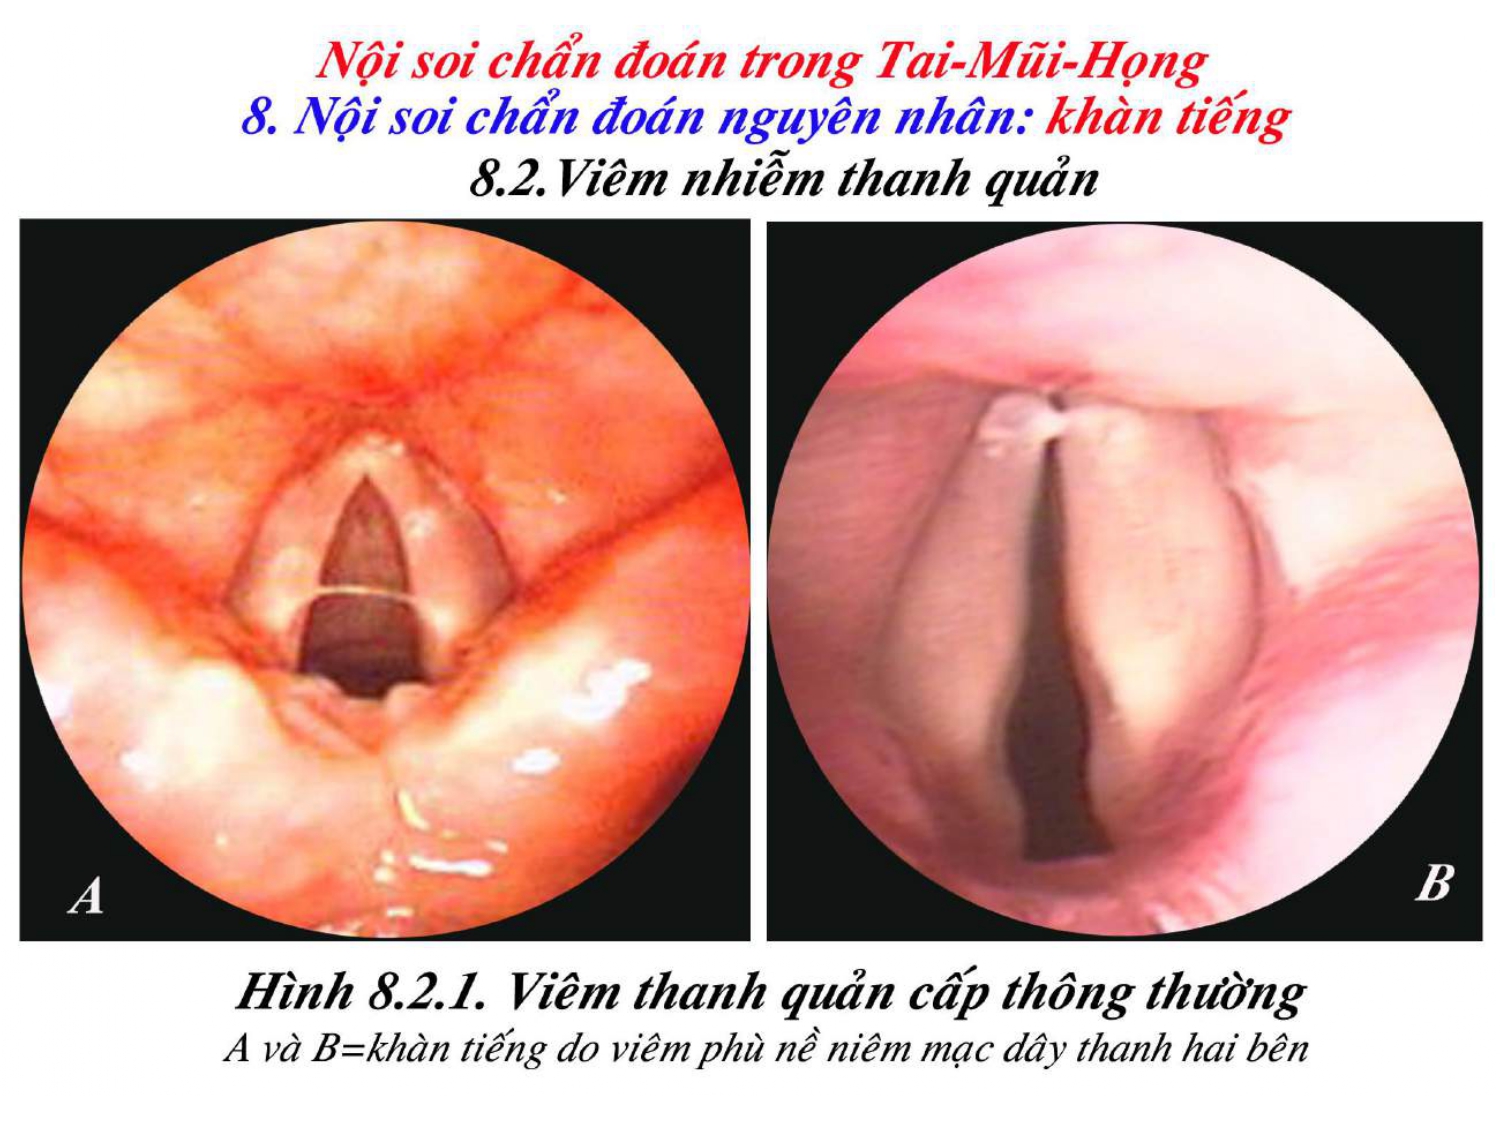 Nội soi chẩn đoán trong Tai-Mũi-Họng
8. Nội soi chẩn đoán nguyên nhân: khàn tiếng
8.2.Viêm nhiễm thanh quản
A
B
Hình 8.2.1. Viêm thanh quản cấp thông thường
A và B=khàn tiếng do viêm phù nề niêm mạc dây thanh hai bên